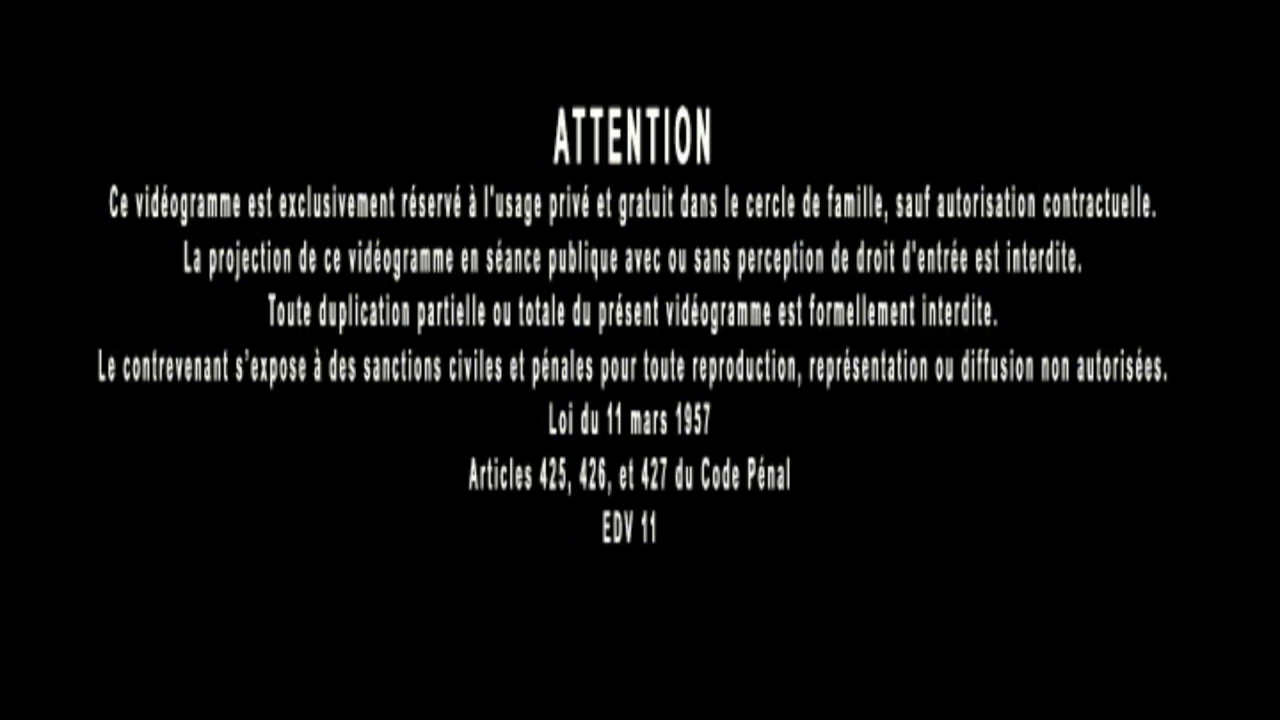 ATTENTION
Ce vidéogramme est exclusivement réservé à l'usage privé et gratuit dans le cercle de famille, sauf autorisation contractuelle.
La projection de ce vidéogramme en séance publique avec ou sans perception de droit d'entrée est interdite.
Toute duplication partielle ou totale du présent vidéogramme est formellement interdite.
Le contrevenant s'expose à des sanctions civiles et pénales pour toute reproduction, représentation ou diffusion non autorisées.
Loi du 11 mars 1957
Articles 425, 426, et 427 du Code Pénal
EDV 11